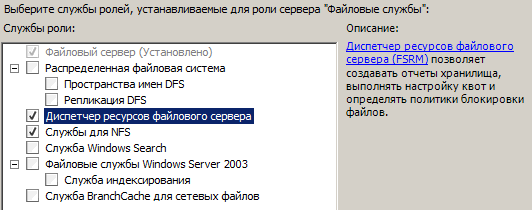 Выберите службы ролей, устанавливаемые для роли сервера "Файловые службы":
Службы роли:
Файловый сервер (Установлено)
Распределенная файловая система
Пространства имен DFS
Репликация DFS
Диспетчер ресурсов файлового сервера
Службы для NFS
Служба Windows Search
Файловые службы Windows Server 2003
Служба индексирования
Служба BranchCache для сетевых файлов
Описание:
Диспетчер ресурсов файлового
сервера (FSRM) позволяет
создавать отчеты хранилища,
выполнять настройку квот и
определять политики блокировки
файлов.